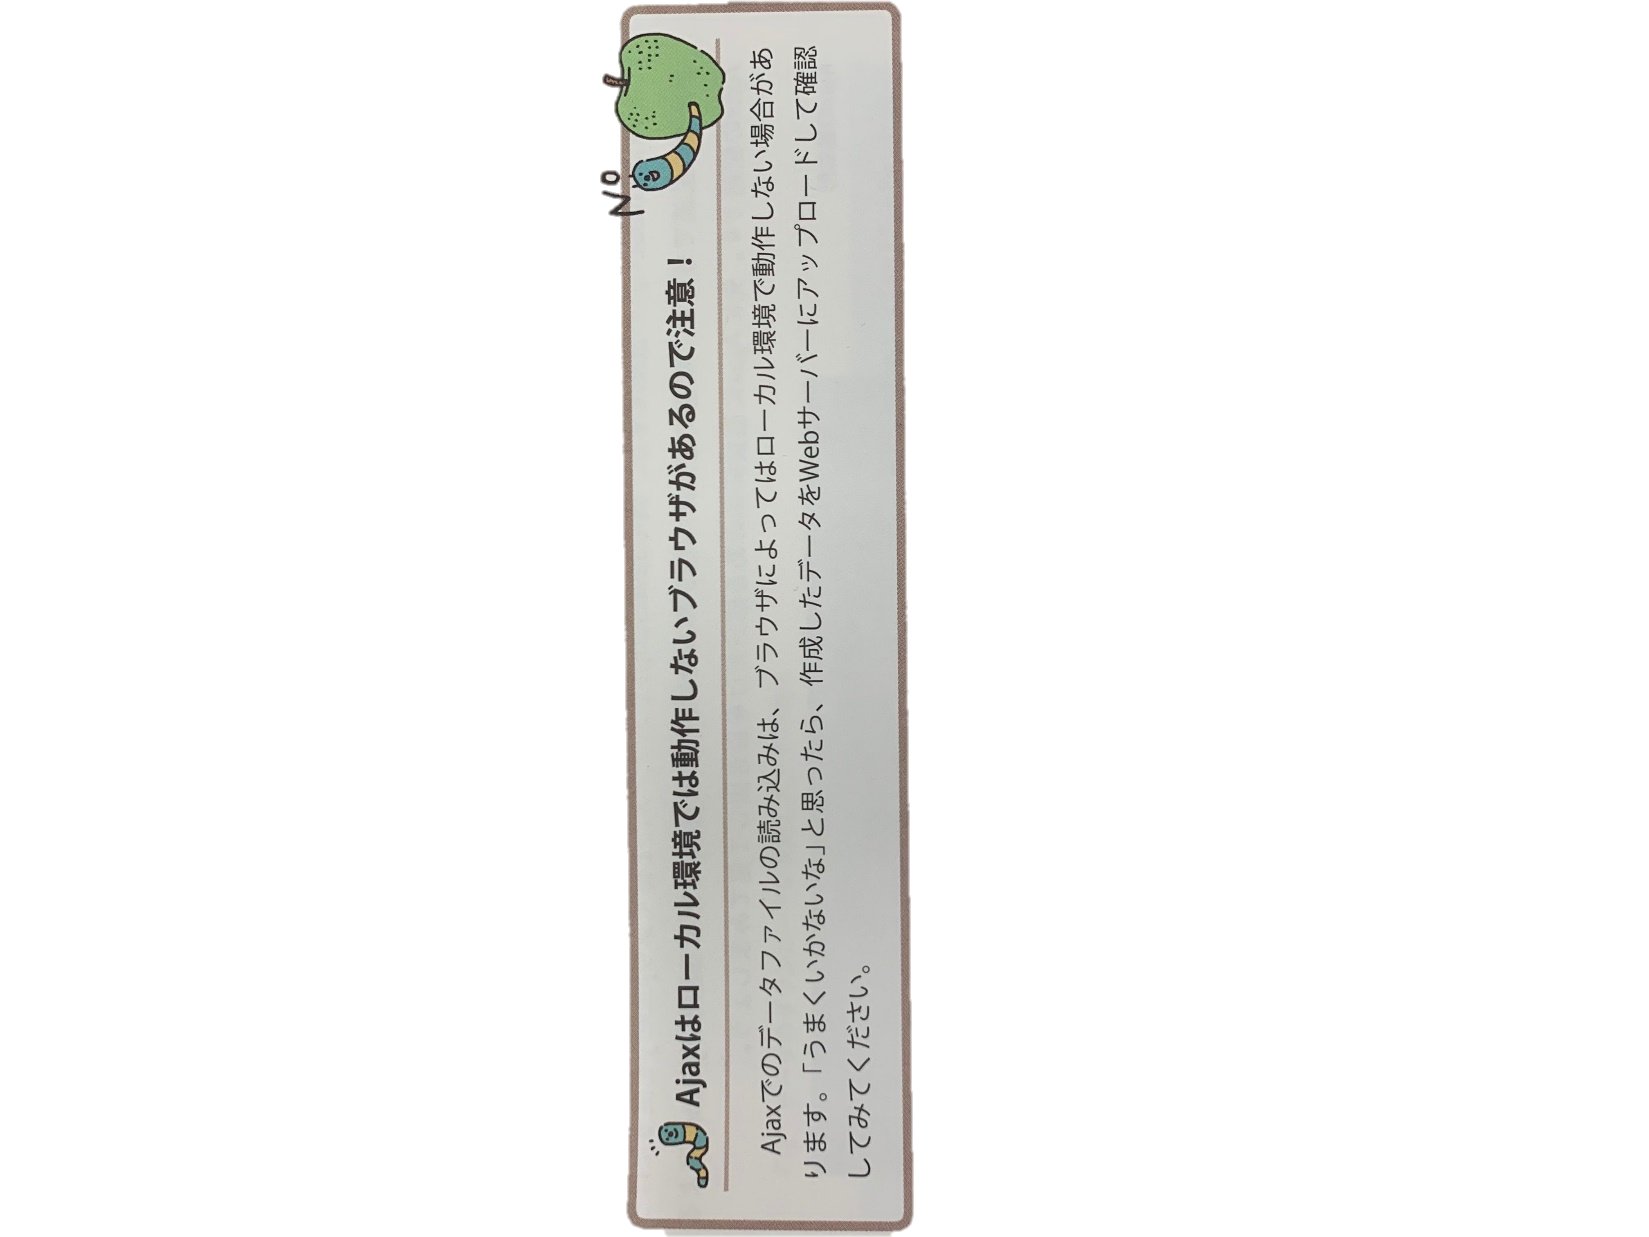 NO
Ajaxはローカル環境では動作しないブラウザがあるので注意！
Ajaxでのデータファイルの読み込みは、ブラウザによってはローカル環境で動作しない場合があ
ります。「うまくいかないな」と思ったら、作成したデータをWebサーバーにアップロードして確認
してみてください。